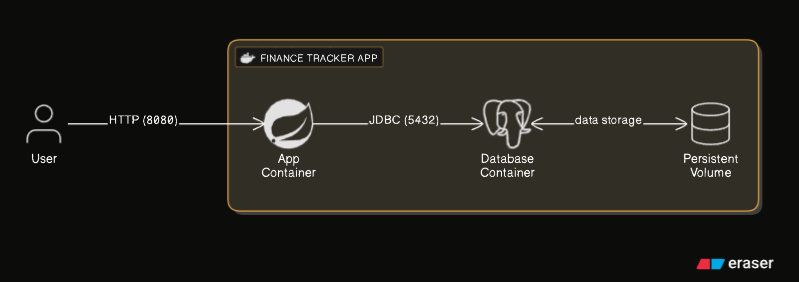 FINANCE TRACKER APP
HTTP (8080)
JDBC (5432)
data storage
User
App
Container
Database
Container
Persistent
Volume
eraser